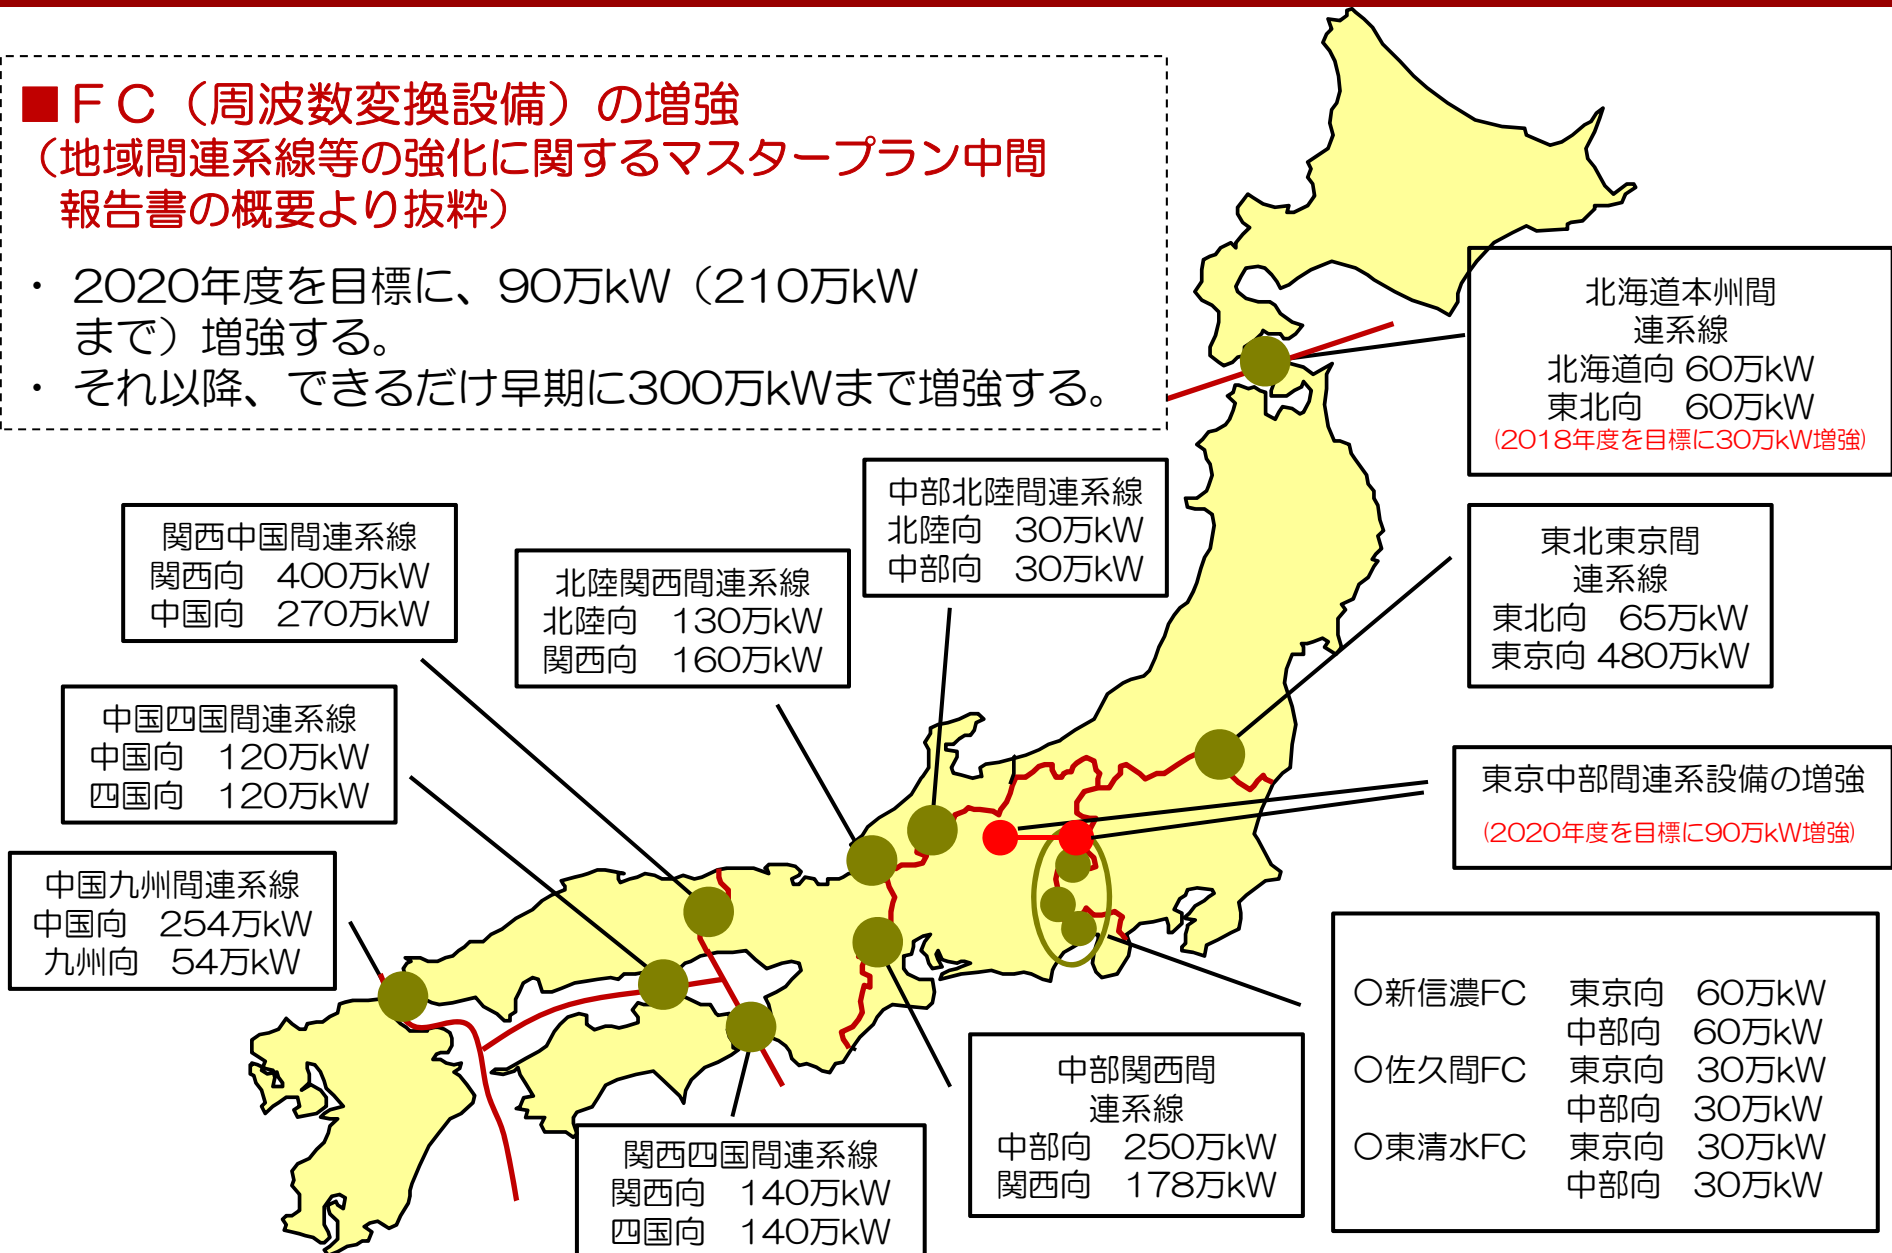 ■ＦＣ（周波数変換設備）の増強
（地域間連系線等の強化に関するマスタープラン中間
報告書の概要より抜粋）
・ 2020年度を目標に、90万kW（210万kW
まで）増強する。
・ それ以降、できるだけ早期に300万kWまで増強する。
北海道本州間
連系線
北海道向 60万kW
東北向 60万kW
(2018年度を目標に30万kW増強)
中部北陸間連系線
北陸向 30万kW
中部向 30万kW
関西中国間連系線
関西向 400万kW
中国向 270万kW
北陸関西間連系線
北陸向 130万kW
関西向 160万kW
東北東京間
連系線
東北向 65万kW
東京向 480万kW
中国四国間連系線
中国向 120万kW
四国向 120万kW
東京中部間連系設備の増強
(2020年度を目標に90万kW増強)
中国九州間連系線
中国向 254万kW
九州向 54万kW
○新信濃FC 東京向 60万kW
中部向 60万kW
○佐久間FC 東京向 30万kW
中部向 30万kW
○東清水FC 東京向 30万kW
中部向 30万kW
中部関西間
連系線
中部向 250万kW
関西向 178万kW
関西四国間連系線
関西向 140万kW
四国向 140万kW